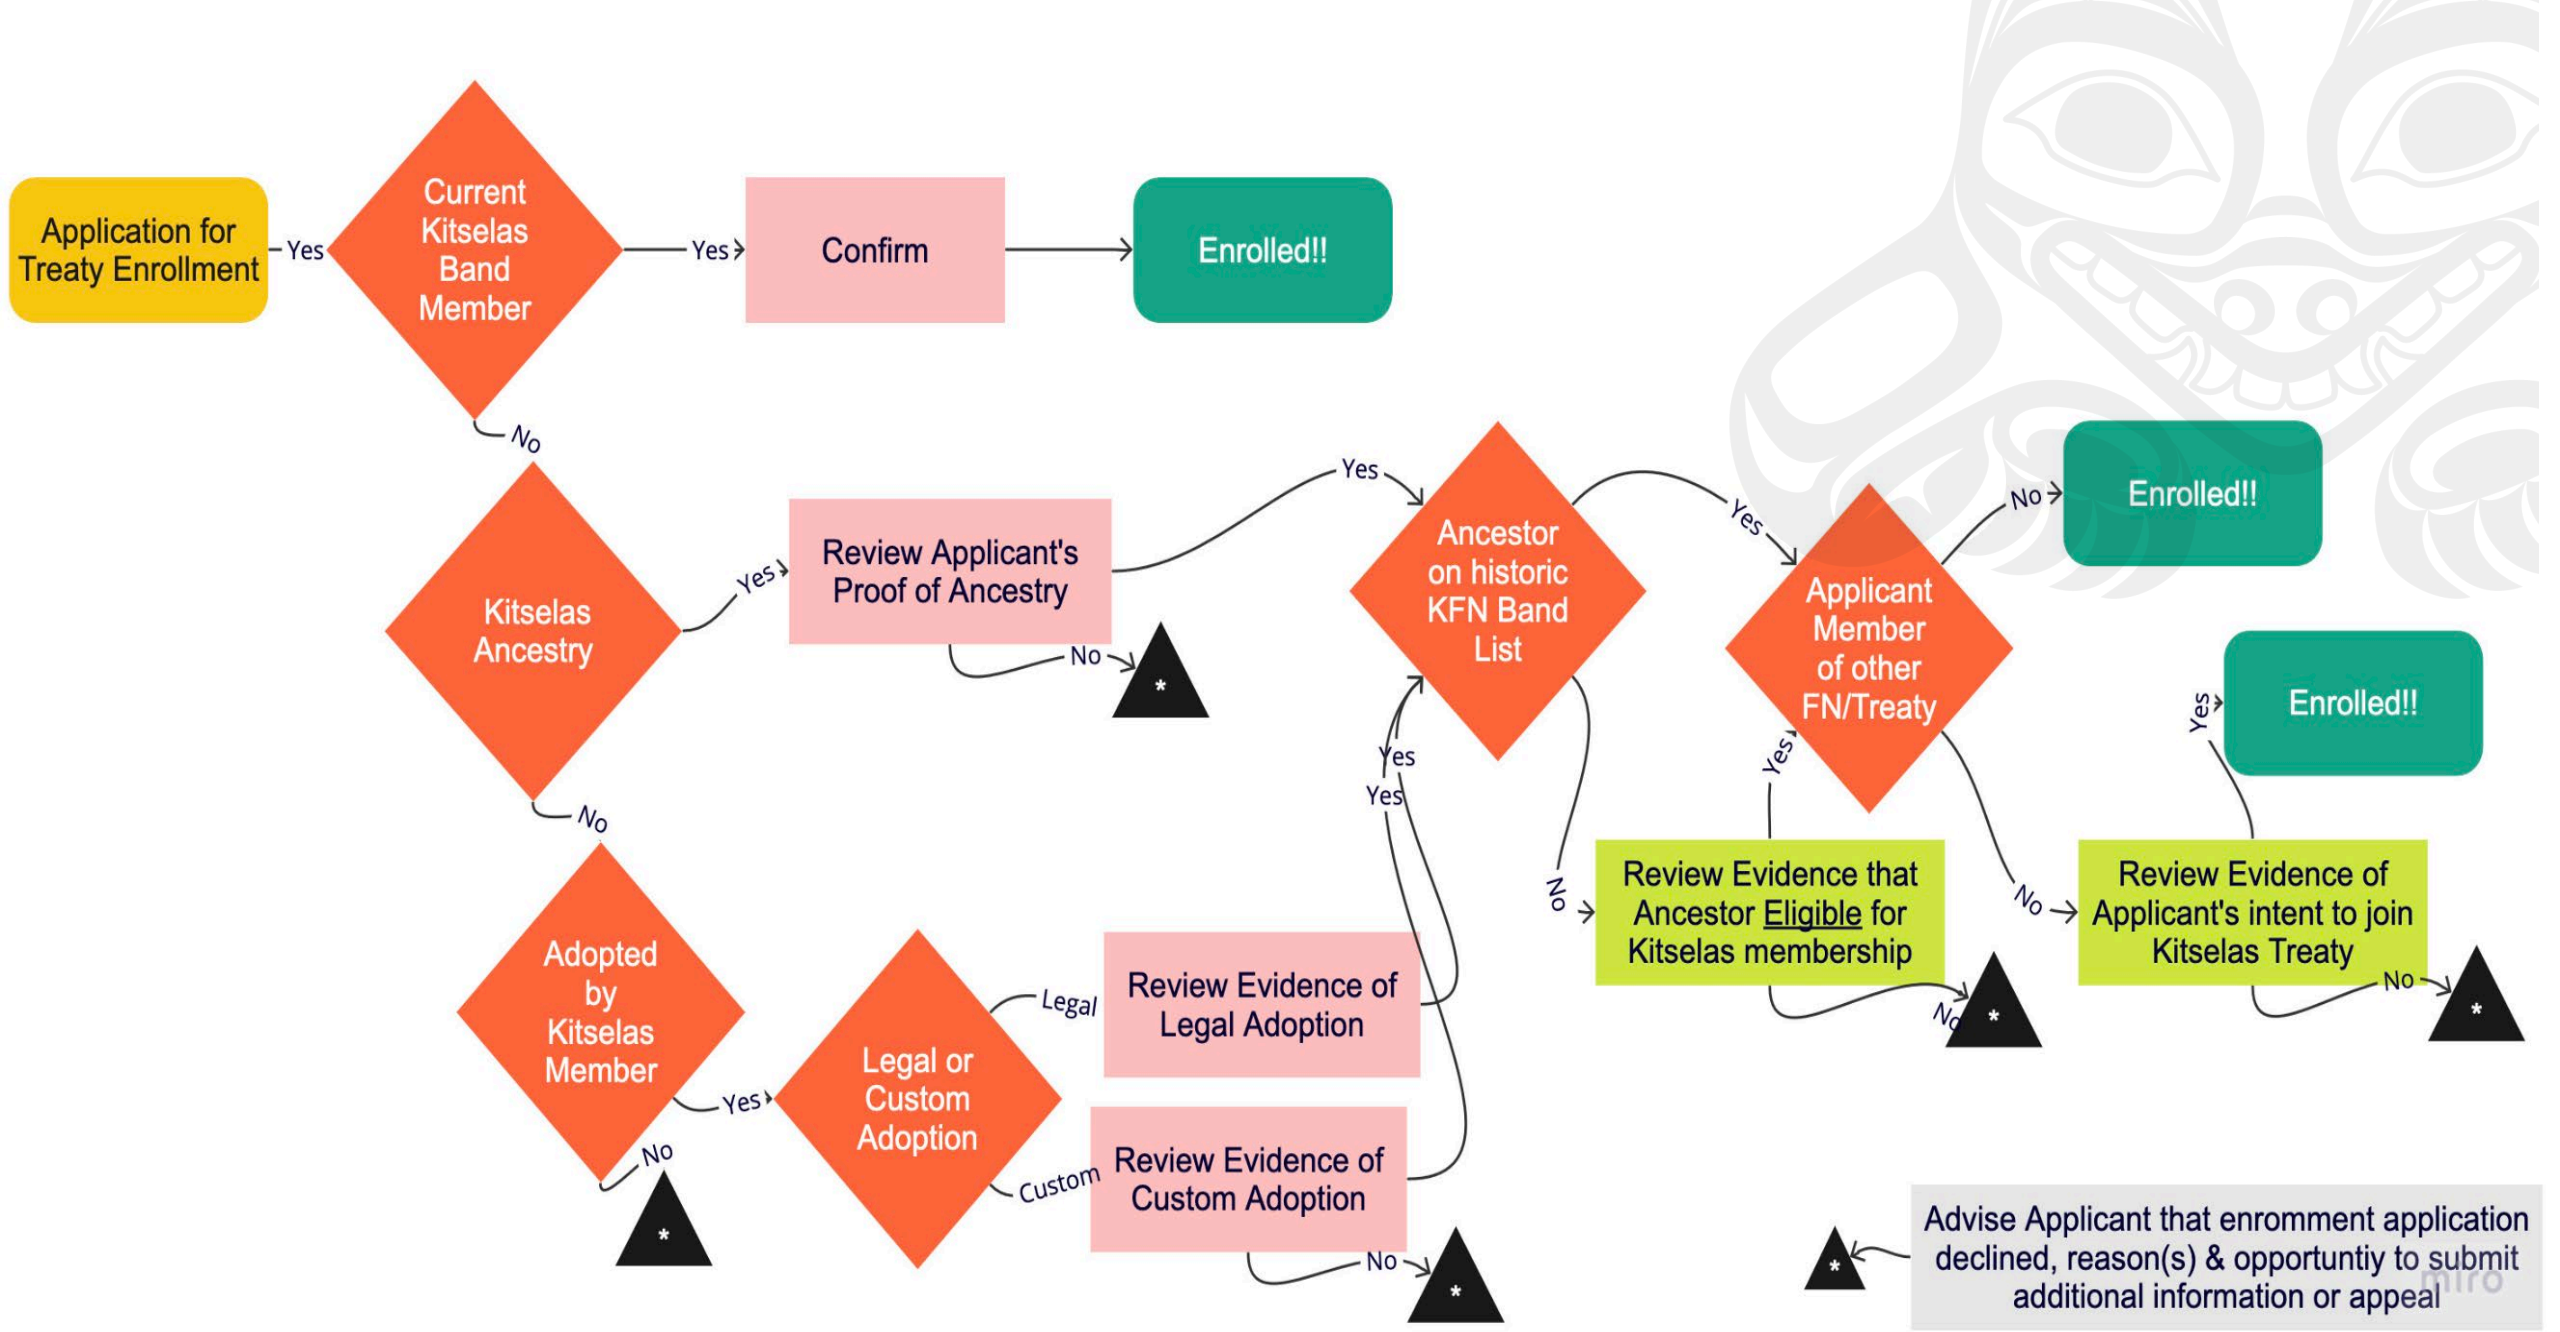 Application for
Treaty Enrollment
Yes
Current
Kitselas
Band
Member
Yes
Confirm
Enrolled!!
No
Kitselas
Ancestry
Yes
Review Applicant's
Proof of Ancestry
No
*
Yes
Ancestor
on historic
KFN Band
List
Yes
Applicant
Member
of other
FN/Treaty
No
Enrolled!!
Yes
Enrolled!!
No
Adopted
by
Kitselas
Member
Yes
No
*
Legal or
Custom
Adoption
Legal
Review Evidence of
Legal Adoption
Yes
Custom
Review Evidence of
Custom Adoption
Yes
No
*
No
Review Evidence that
Ancestor Eligible for
Kitselas membership
Yes
No
*
No
Review Evidence of
Applicant's intent to join
Kitselas Treaty
No
*
*
Advise Applicant that enromment application
declined, reason(s) & opportuntiy to submit
additional information or appeal
miro